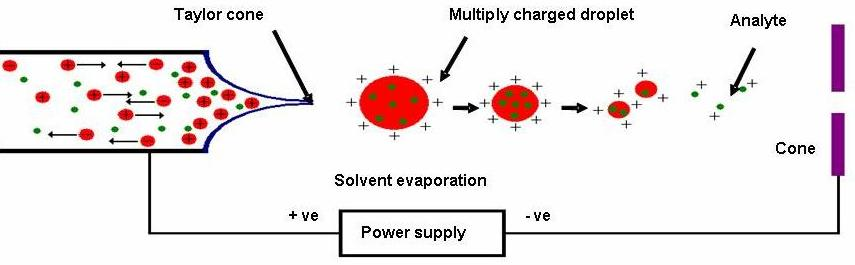 Taylor cone
Multiply charged droplet
Analyte
Cone
Solvent evaporation
+ ve
- ve
Power supply